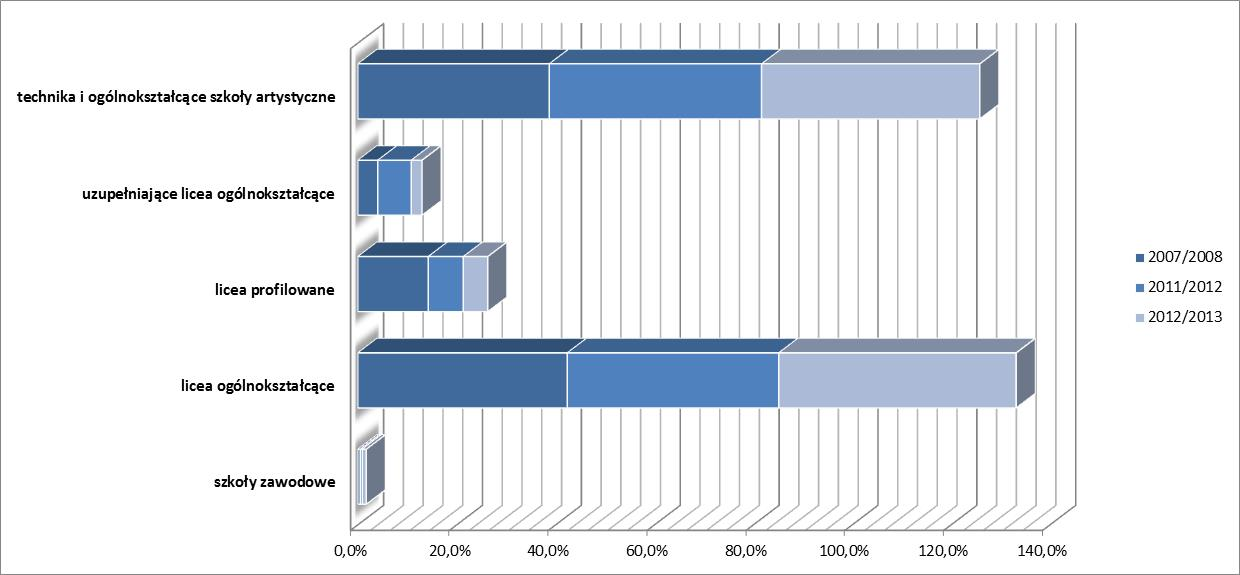 technika i ogólnokształcące szkoły artystyczne
uzupełniające licea ogólnokształcące
licea profilowane
licea ogólnokształcące
szkoły zawodowe
2007/2008
2011/2012
2012/2013
0,0% 20,0% 40,0% 60,0% 80,0% 100,0% 120,0% 140,0%